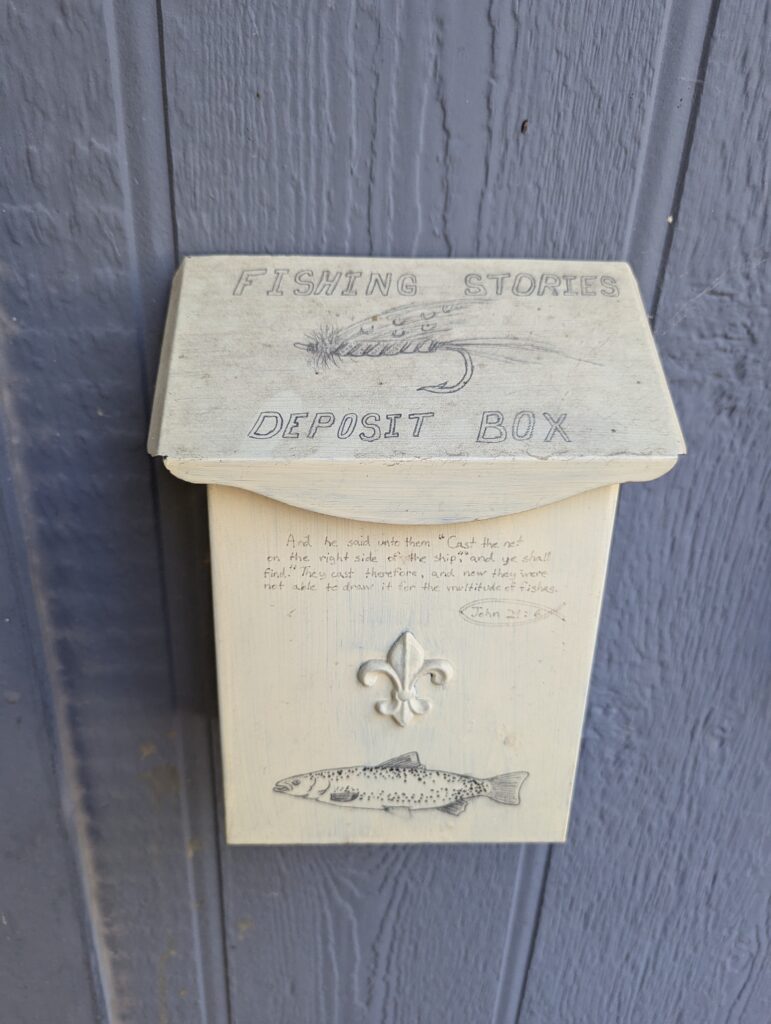 FISHING STORIES
DEPOSIT BOX
And he said unto them "Cast the net
on the right side of the ship," and ye shall
find." They cast therefore, and now they were
not able to draw it for the multitude of fishes.
John 21:6